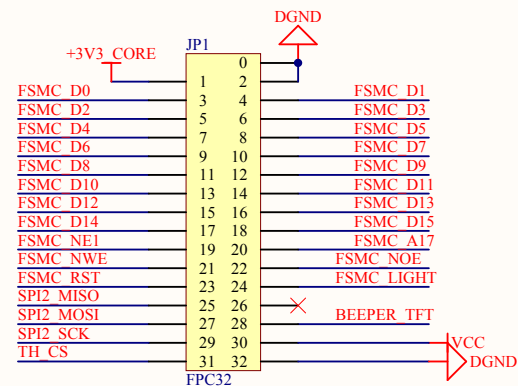 DGND
JP1
+3V3_CORE
0
1 2
FSMC_D0 3 4 FSMC_D1
FSMC_D2 5 6 FSMC_D3
FSMC_D4 7 8 FSMC_D5
FSMC_D6 9 10 FSMC_D7
FSMC_D8 11 12 FSMC_D9
FSMC_D10 13 14 FSMC_D11
FSMC_D12 15 16 FSMC_D13
FSMC_D14 17 18 FSMC_D15
FSMC_NE1 19 20 FSMC_A17
FSMC_NWE 21 22 FSMC_NOE
FSMC_RST 23 24 FSMC_LIGHT
SPI2_MISO 25 26
SPI2_MOSI 27 28 BEEPER_TFT
SPI2_SCK 29 30 VCC
TH_CS 31 32 DGND
FPC32